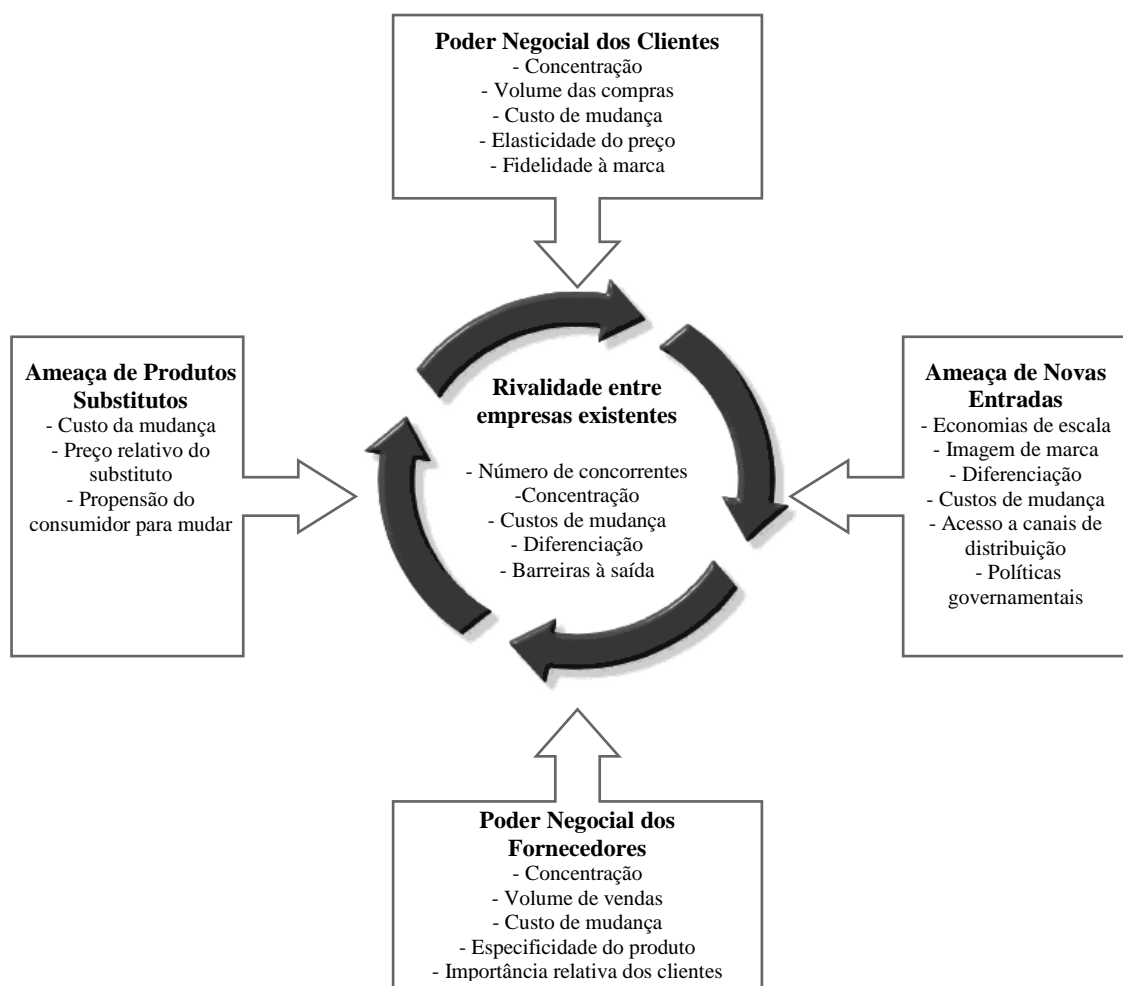 Poder Negocial dos Clientes
- Concentração
- Volume das compras
- Custo de mudança
- Elasticidade do preço
- Fidelidade à marca
Ameaça de Produtos
Substitutos
- Custo da mudança
- Preço relativo do
substituto
- Propensão do
consumidor para mudar
Rivalidade entre
empresas existentes
- Número de concorrentes
-Concentração
- Custos de mudança
- Diferenciação
- Barreiras à saída
Ameaça de Novas
Entradas
- Economias de escala
- Imagem de marca
- Diferenciação
- Custos de mudança
- Acesso a canais de
distribuição
- Políticas
governamentais
Poder Negocial dos
Fornecedores
- Concentração
- Volume de vendas
- Custo de mudança
- Especificidade do produto
- Importância relativa dos clientes